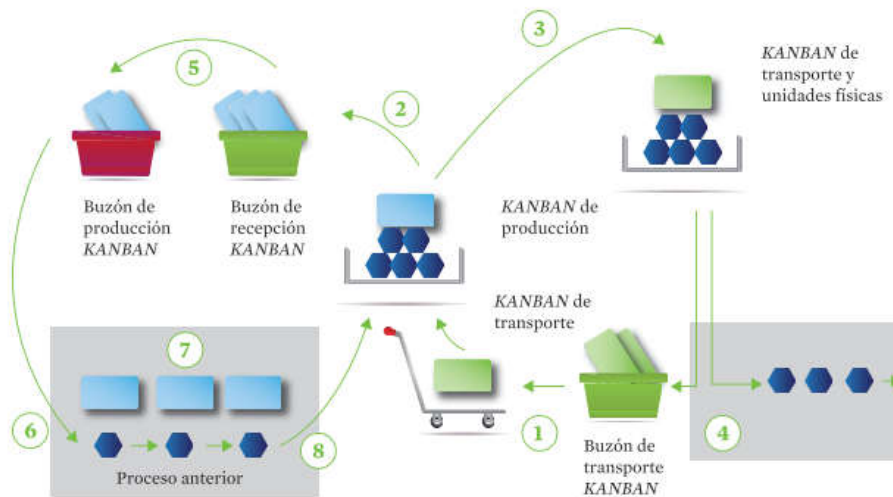 3
KANBAN de
transporte y
unidades físicas
5
2
Buzón de
producción
KANBAN
Buzón de
recepción
KANBAN
KANBAN de
producción
KANBAN de
transporte
7
6
Proceso anterior
8
1
Buzón de
transporte
KANBAN
4